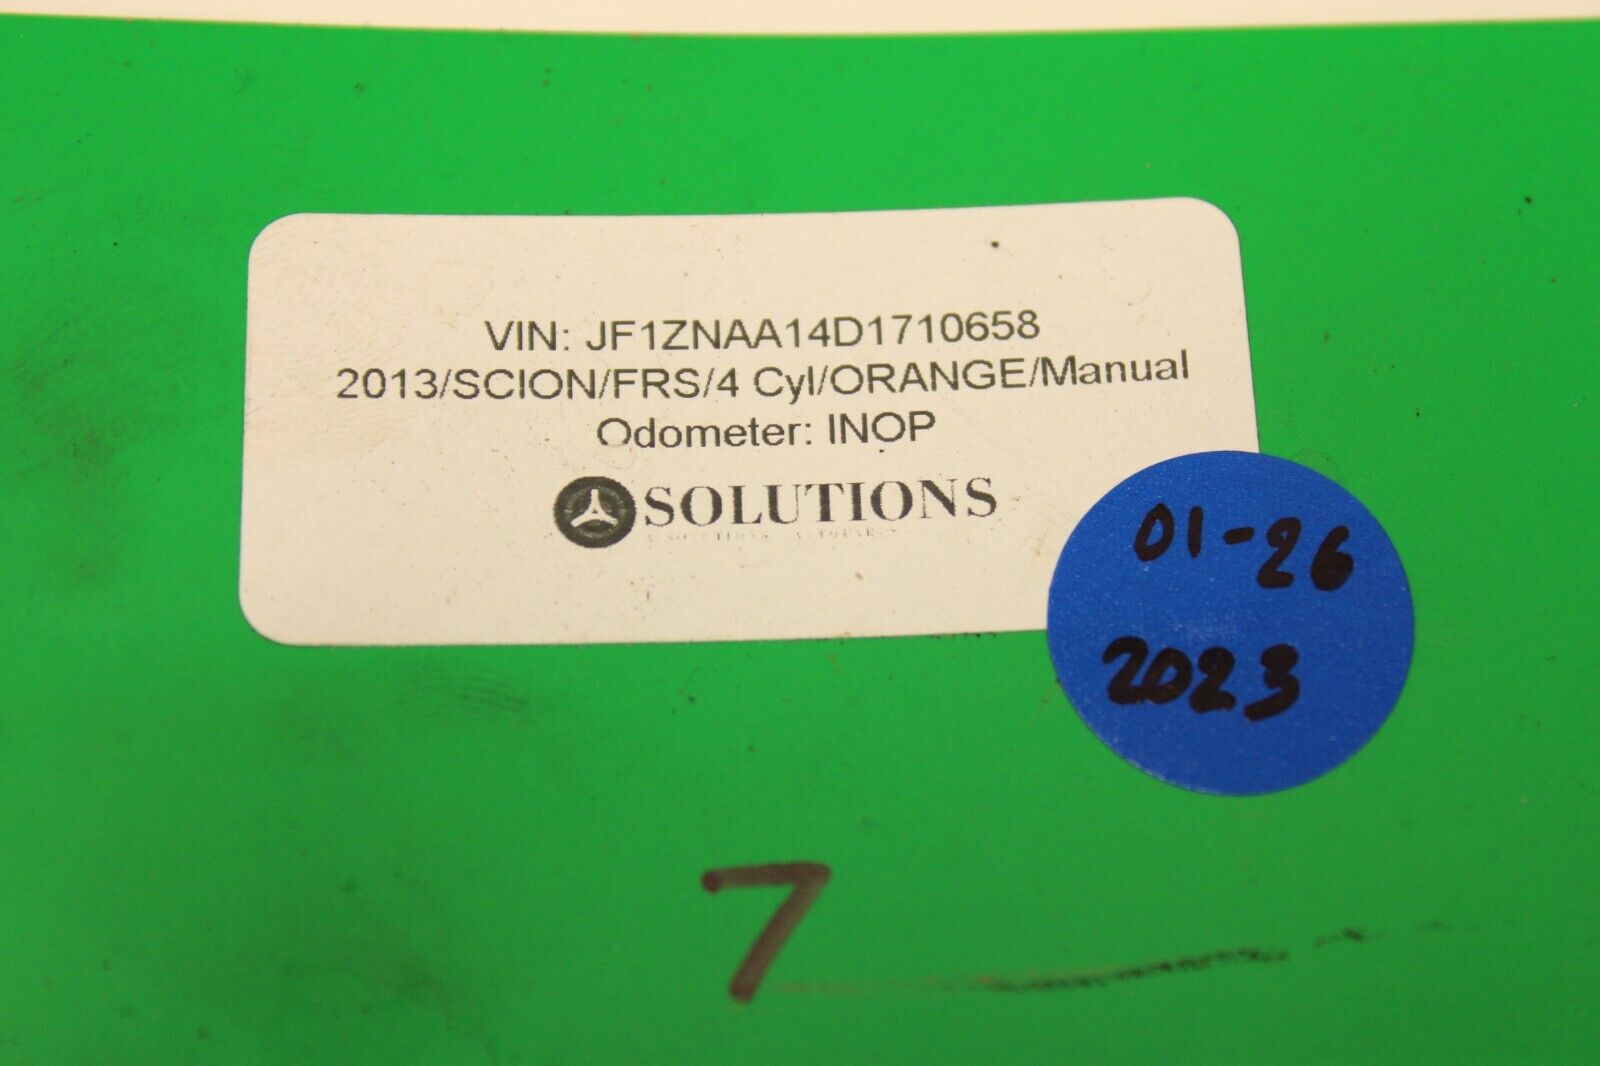 VIN: JF1ZNAA14D1710658
2013/SCION/FRS/4 Cyl/ORANGE/Manual
Odometer: INOP
SOLUTIONS
01-26
2023
7